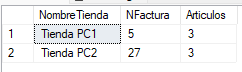 NombreTienda NFactura Articulos
1 Tienda PC1 5 3
2 Tienda PC2 27 3